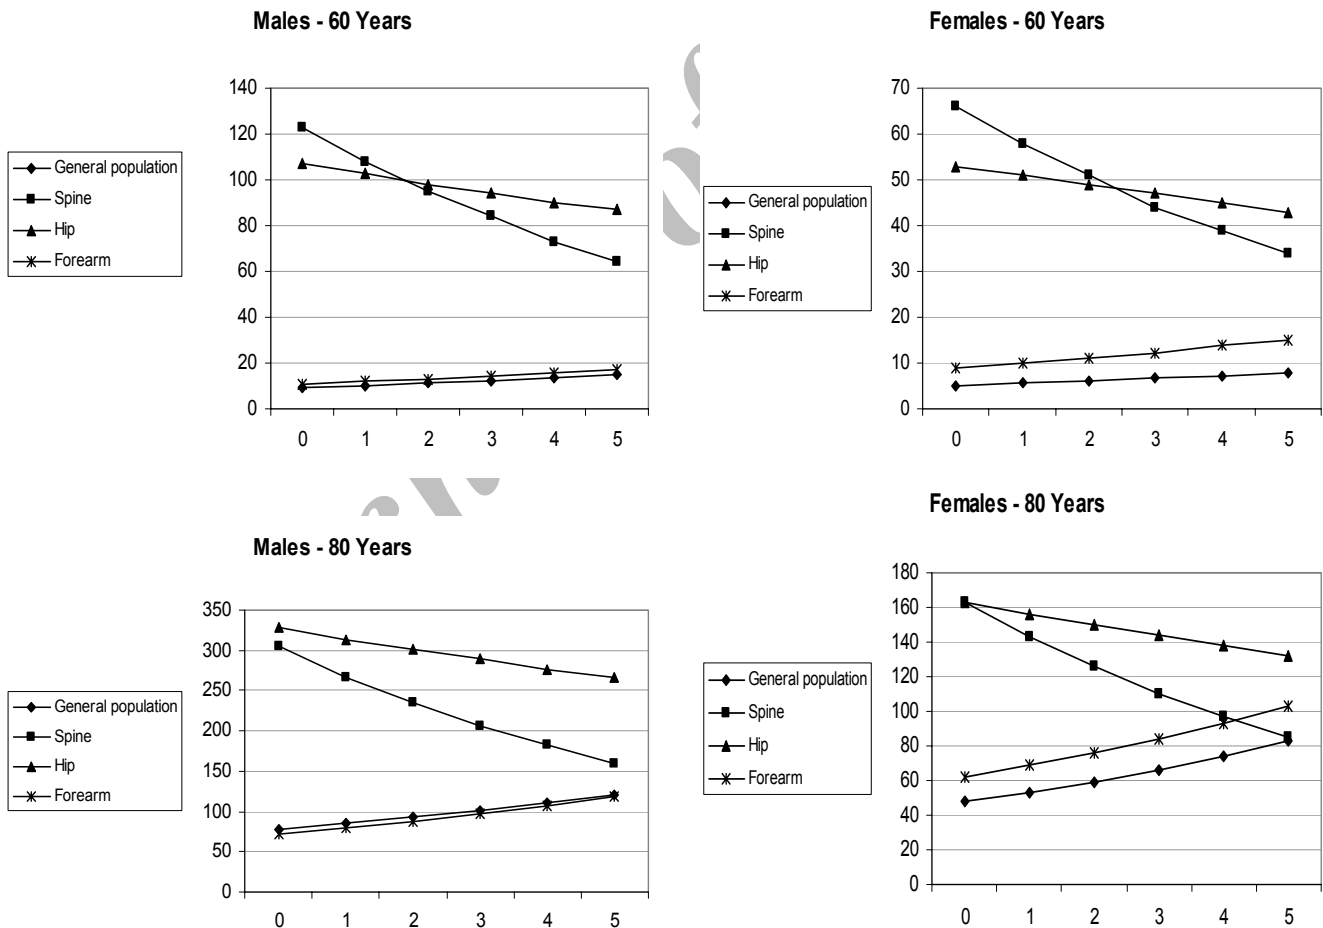 Males - 60 Years
140
120
100
80
60
40
20
0
0 1 2 3 4 5
General population
Spine
Hip
Forearm
Females - 60 Years
70
60
50
40
30
20
10
0
0 1 2 3 4 5
General population
Spine
Hip
Forearm
Males - 80 Years
350
300
250
200
150
100
50
0
0 1 2 3 4 5
General population
Spine
Hip
Forearm
Females - 80 Years
180
160
140
120
100
80
60
40
20
0
0 1 2 3 4 5
General population
Spine
Hip
Forearm